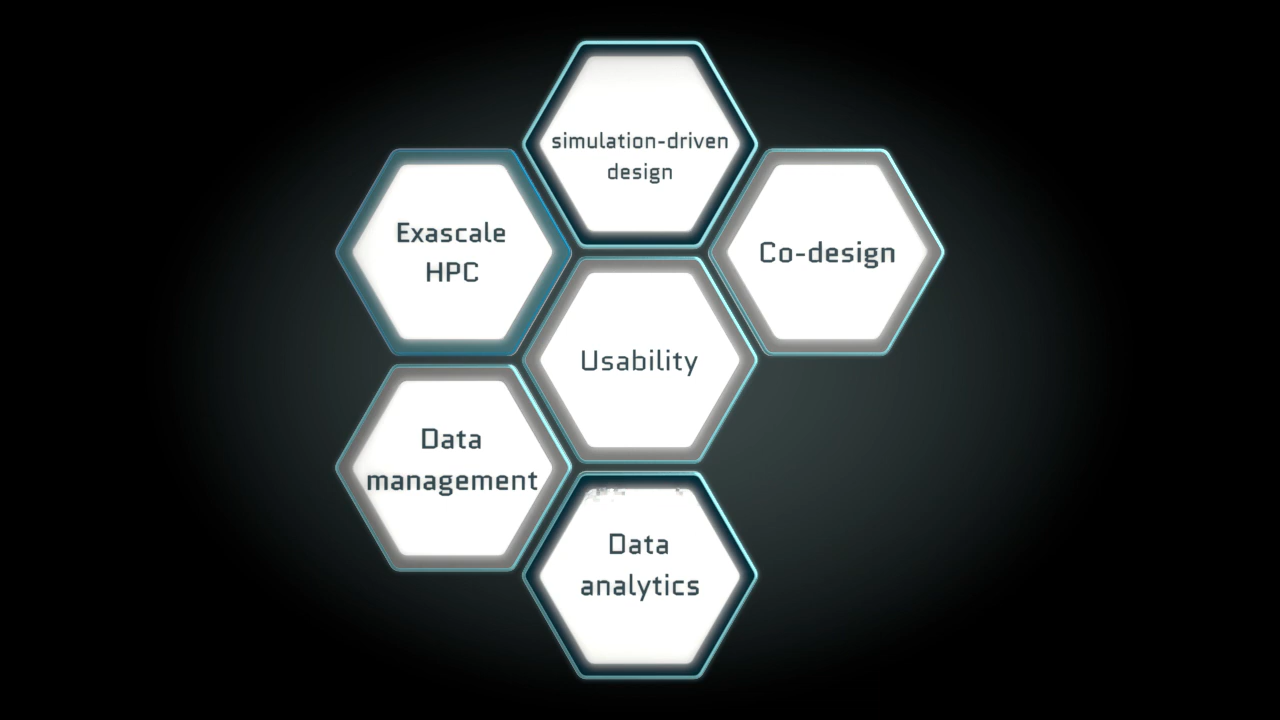 simulation-driven
design
Exascale
HPC
Co-design
Usability
Data
management
Data
analytics